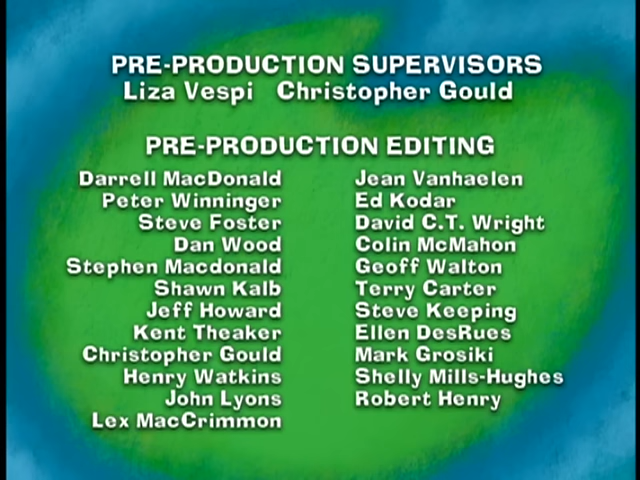 PRE-PRODUCTION SUPERVISORS
Liza Vespi Christopher Gould
PRE-PRODUCTION EDITING
Darrell MacDonald
Peter Winninger
Steve Foster
Dan Wood
Stephen Macdonald
Shawn Kalb
Jeff Howard
Kent Theaker
Christopher Gould
Henry Watkins
John Lyons
Lex MacCrimmon
Jean Vanhaelen
Ed Kodar
David C.T. Wright
Colin McMahon
Geoff Walton
Terry Carter
Steve Keeping
Ellen DesRues
Mark Grosiki
Shelly Mills-Hughes
Robert Henry